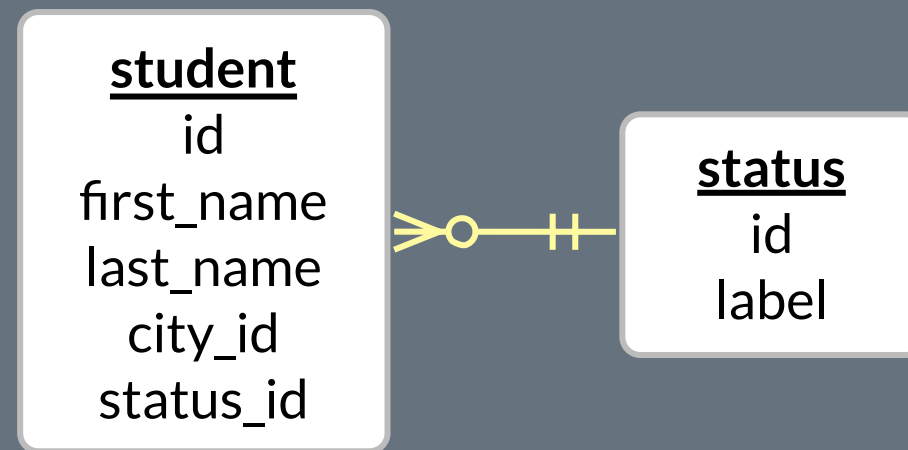 student
id
first_name
last_name
city_id
status_id
status
id
label